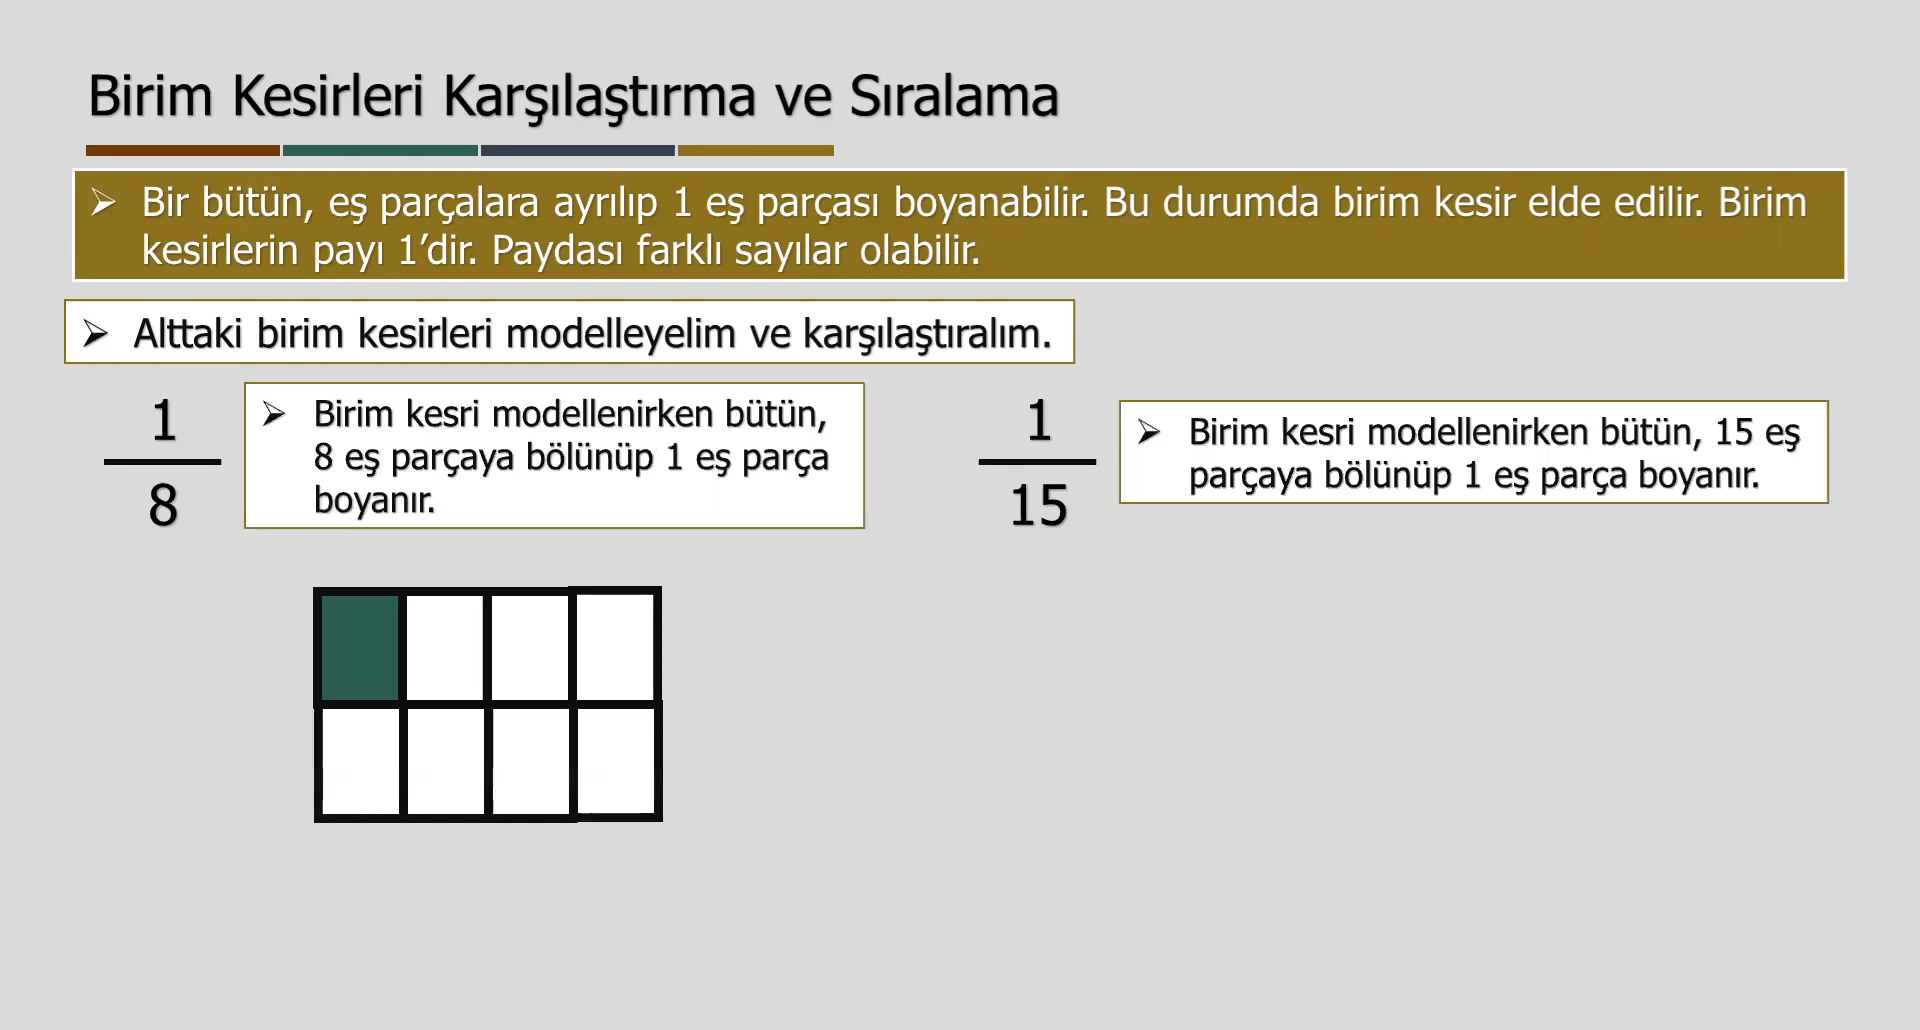 Birim Kesirleri Karşılaştırma ve Sıralama
Bir bütün, eş parçalara ayrılıp 1 eş parçası boyanabilir. Bu durumda birim kesir elde edilir. Birim
kesirlerin payı 1’dir. Paydası farklı sayılar olabilir.
Alttaki birim kesirleri modelleyelim ve karşılaştıralım.
1
8
Birim kesri modellenirken bütün,
8 eş parçaya bölünüp 1 eş parça
boyanır.
1
15
Birim kesri modellenirken bütün, 15 eş
parçaya bölünüp 1 eş parça boyanır.